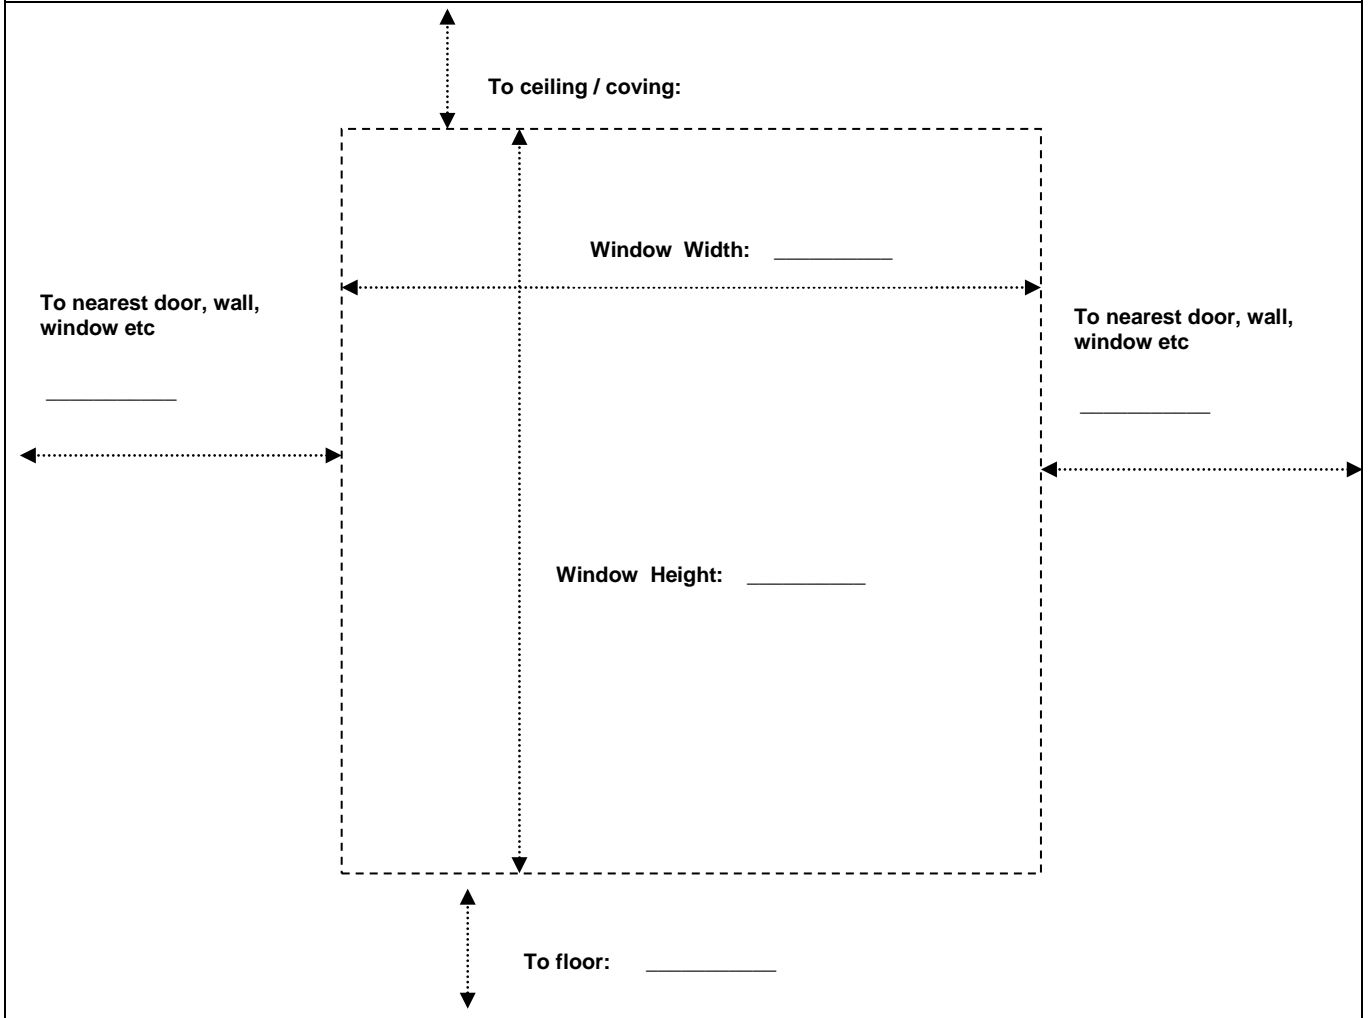 To ceiling / coving:
Window Width: __________
To nearest door, wall,
window etc
___________
To nearest door, wall,
window etc
___________
Window Height: __________
To floor: ___________